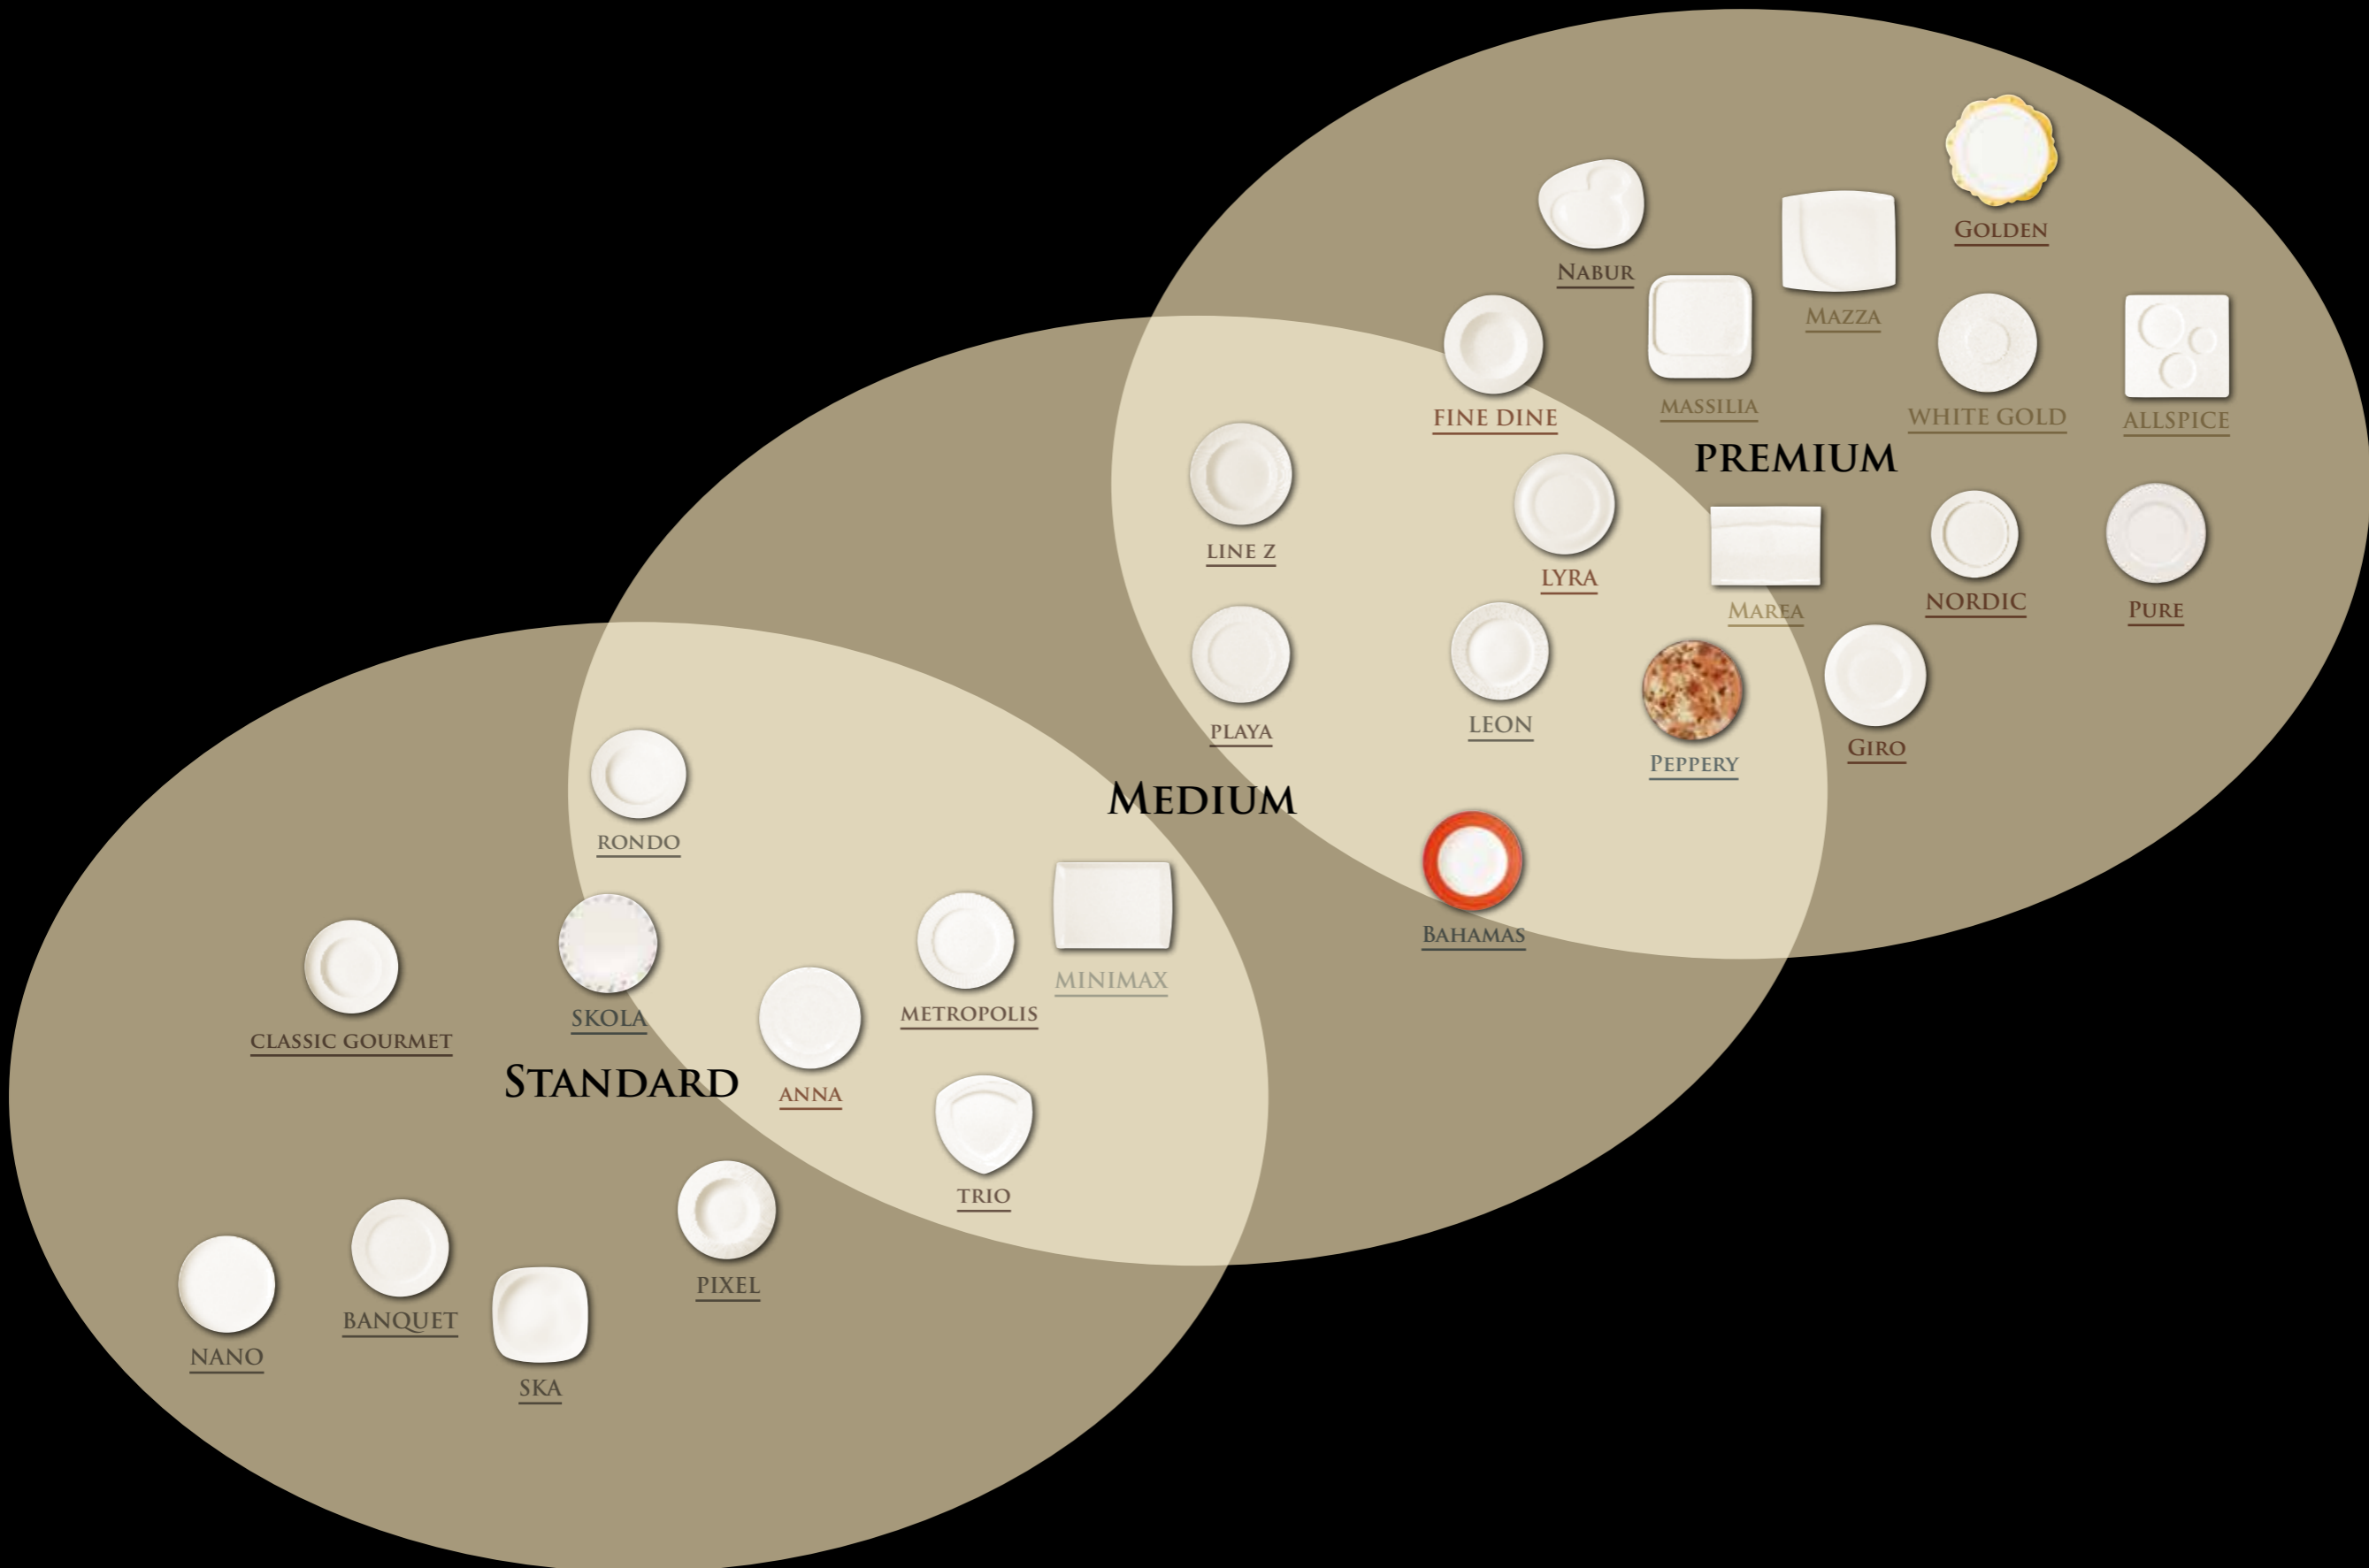 Golden
Nabur
Mazza
MASSILIA
FINE DINE
WHITE GOLD
ALLSPICE
PREMIUM
LINE Z
LYRA
Marea
NORDIC
Pure
PLAYA
LEON
Peppery
Giro
Medium
RONDO
Bahamas
MINIMAX
METROPOLIS
SKOLA
CLASSIC GOURMET
Standard
ANNA
TRIO
PIXEL
BANQUET
NANO
SKA